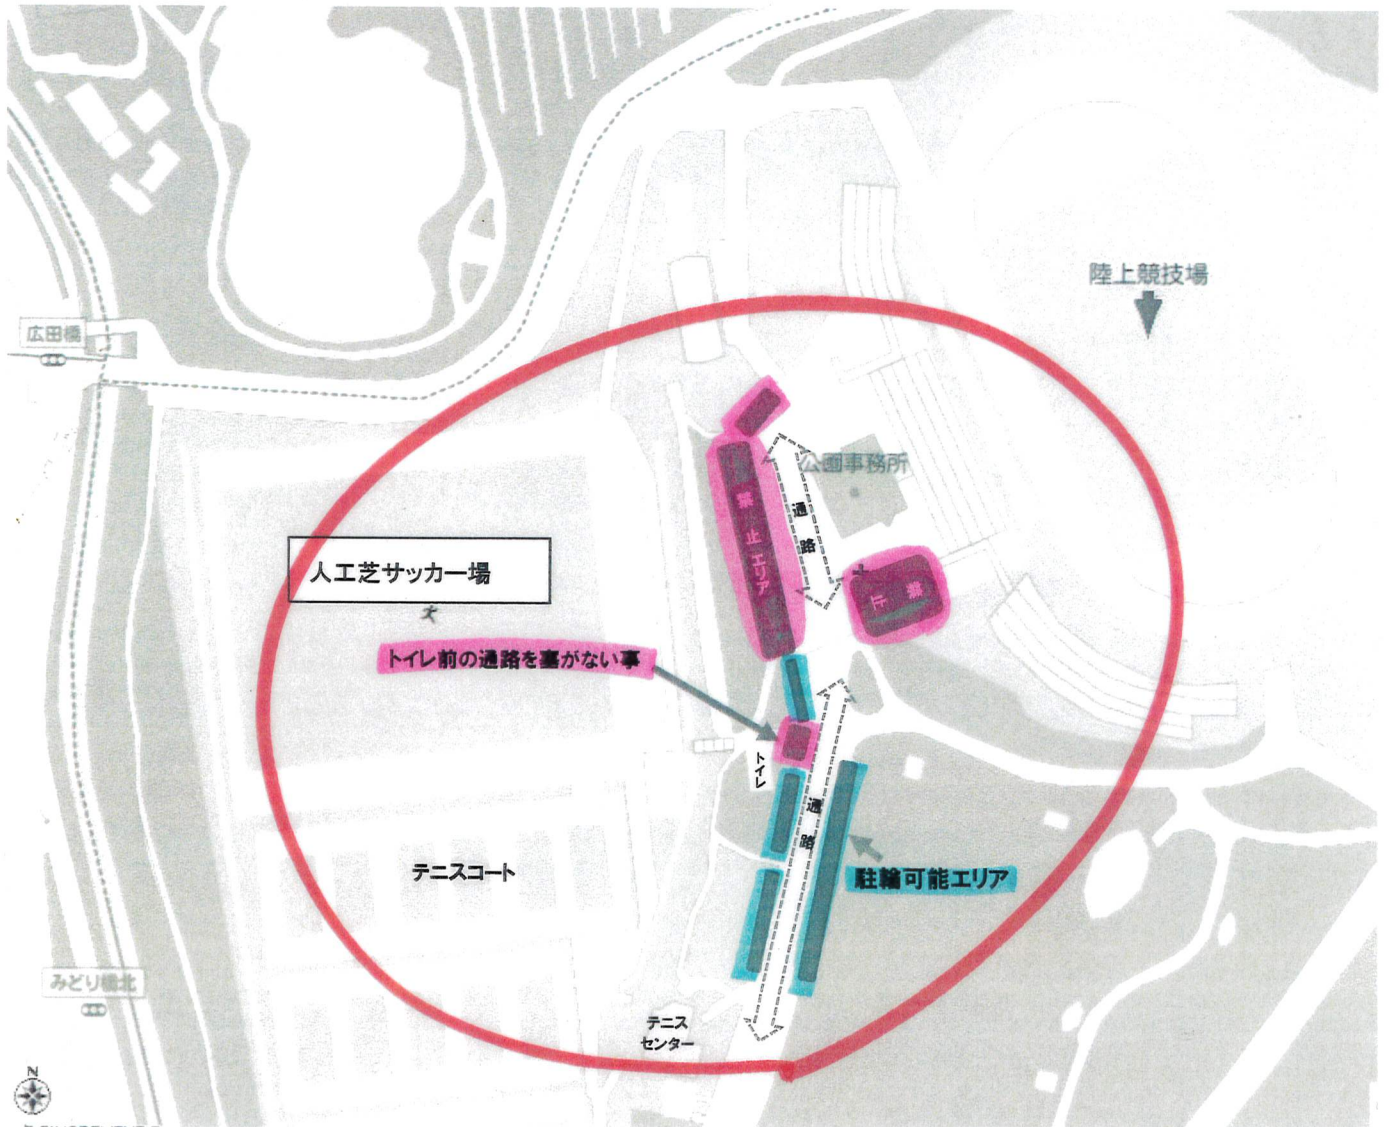 陸上競技場
広田橋
公園事務所
通路
禁止エリア
禁止
人工芝サッカー場
トイレ前の通路を塞がない事
トイレ
通路
駐輪可能エリア
テニスコート
みどり橋北
テニス
センター
N